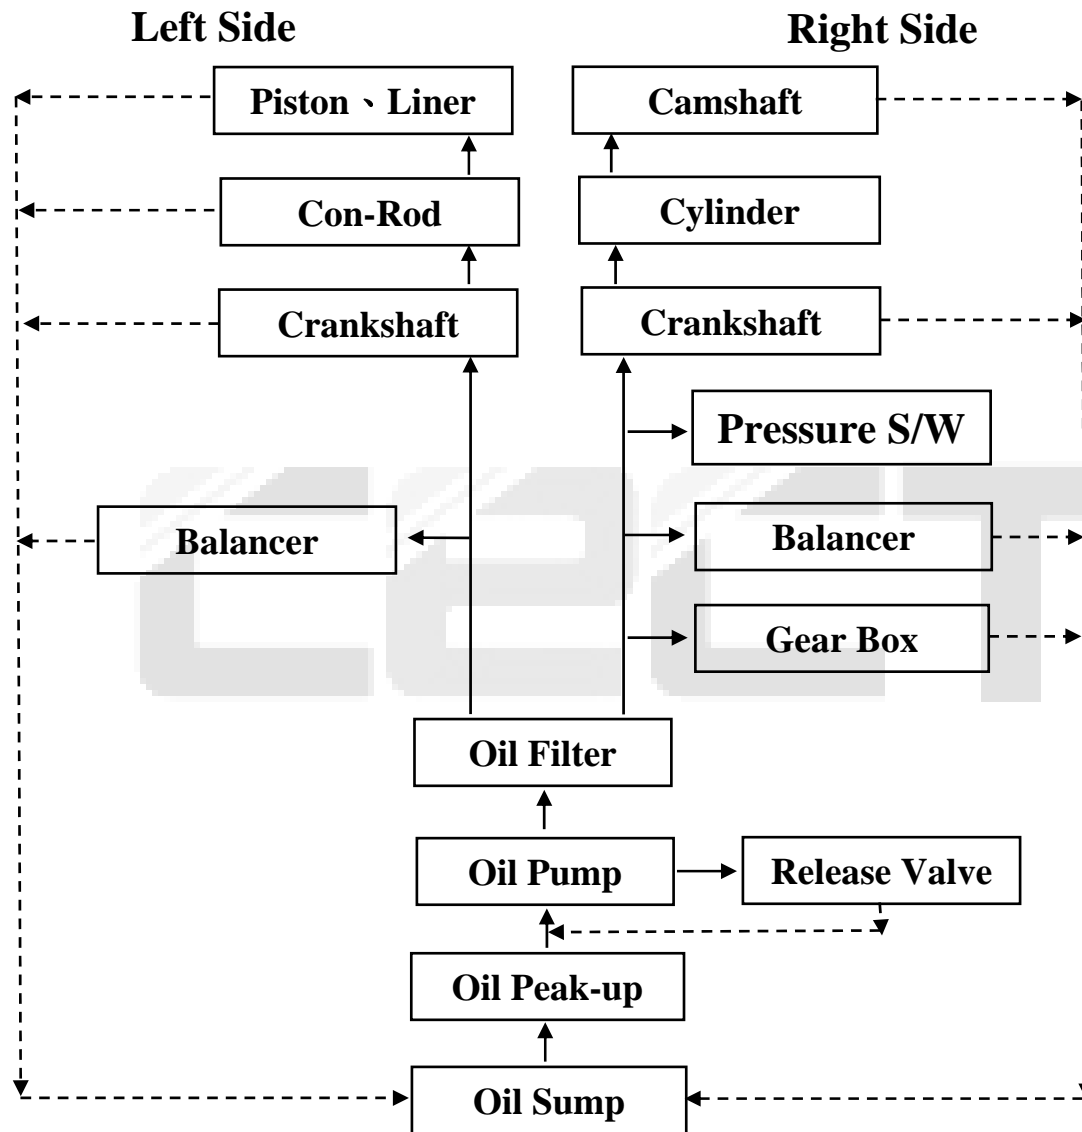 Left Side
Right Side
Piston、Liner
Camshaft
Con-Rod
Cylinder
Crankshaft
Crankshaft
Pressure S/W
Balancer
Balancer
Gear Box
Oil Filter
Oil Pump
Release Valve
Oil Peak-up
Oil Sump